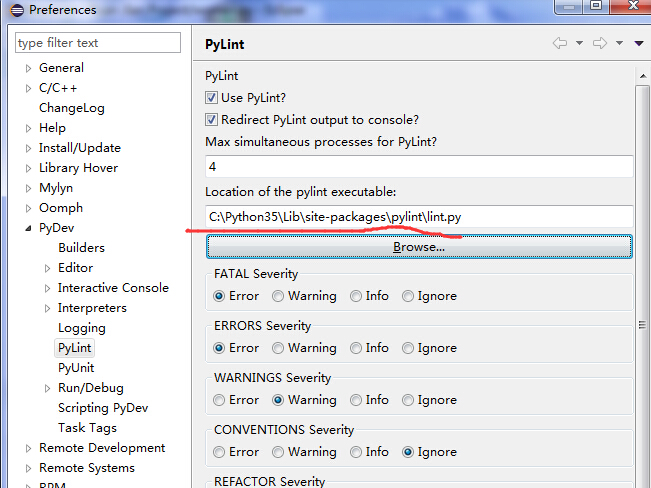 Preferences
type filter text
General
C/C++
ChangeLog
Help
Install/Update
Library Hover
Mylyn
Oomph
PyDev
Builders
Editor
Interactive Console
Interpreters
Logging
PyLint
PyUnit
Run/Debug
Scripting PyDev
Task Tags
Remote Development
Remote Systems
RPM
PyLint
PyLint
Use PyLint?
Redirect PyLint output to console?
Max simultaneous processes for PyLint?
4
Location of the pylint executable:
C:\Python35\Lib\site-packages\pylint\lint.py
Browse...
FATAL Severity
Error Warning Info Ignore
ERRORS Severity
Error Warning Info Ignore
WARNINGS Severity
Error Warning Info Ignore
CONVENTIONS Severity
Error Warning Info Ignore
REFACTOR Severity